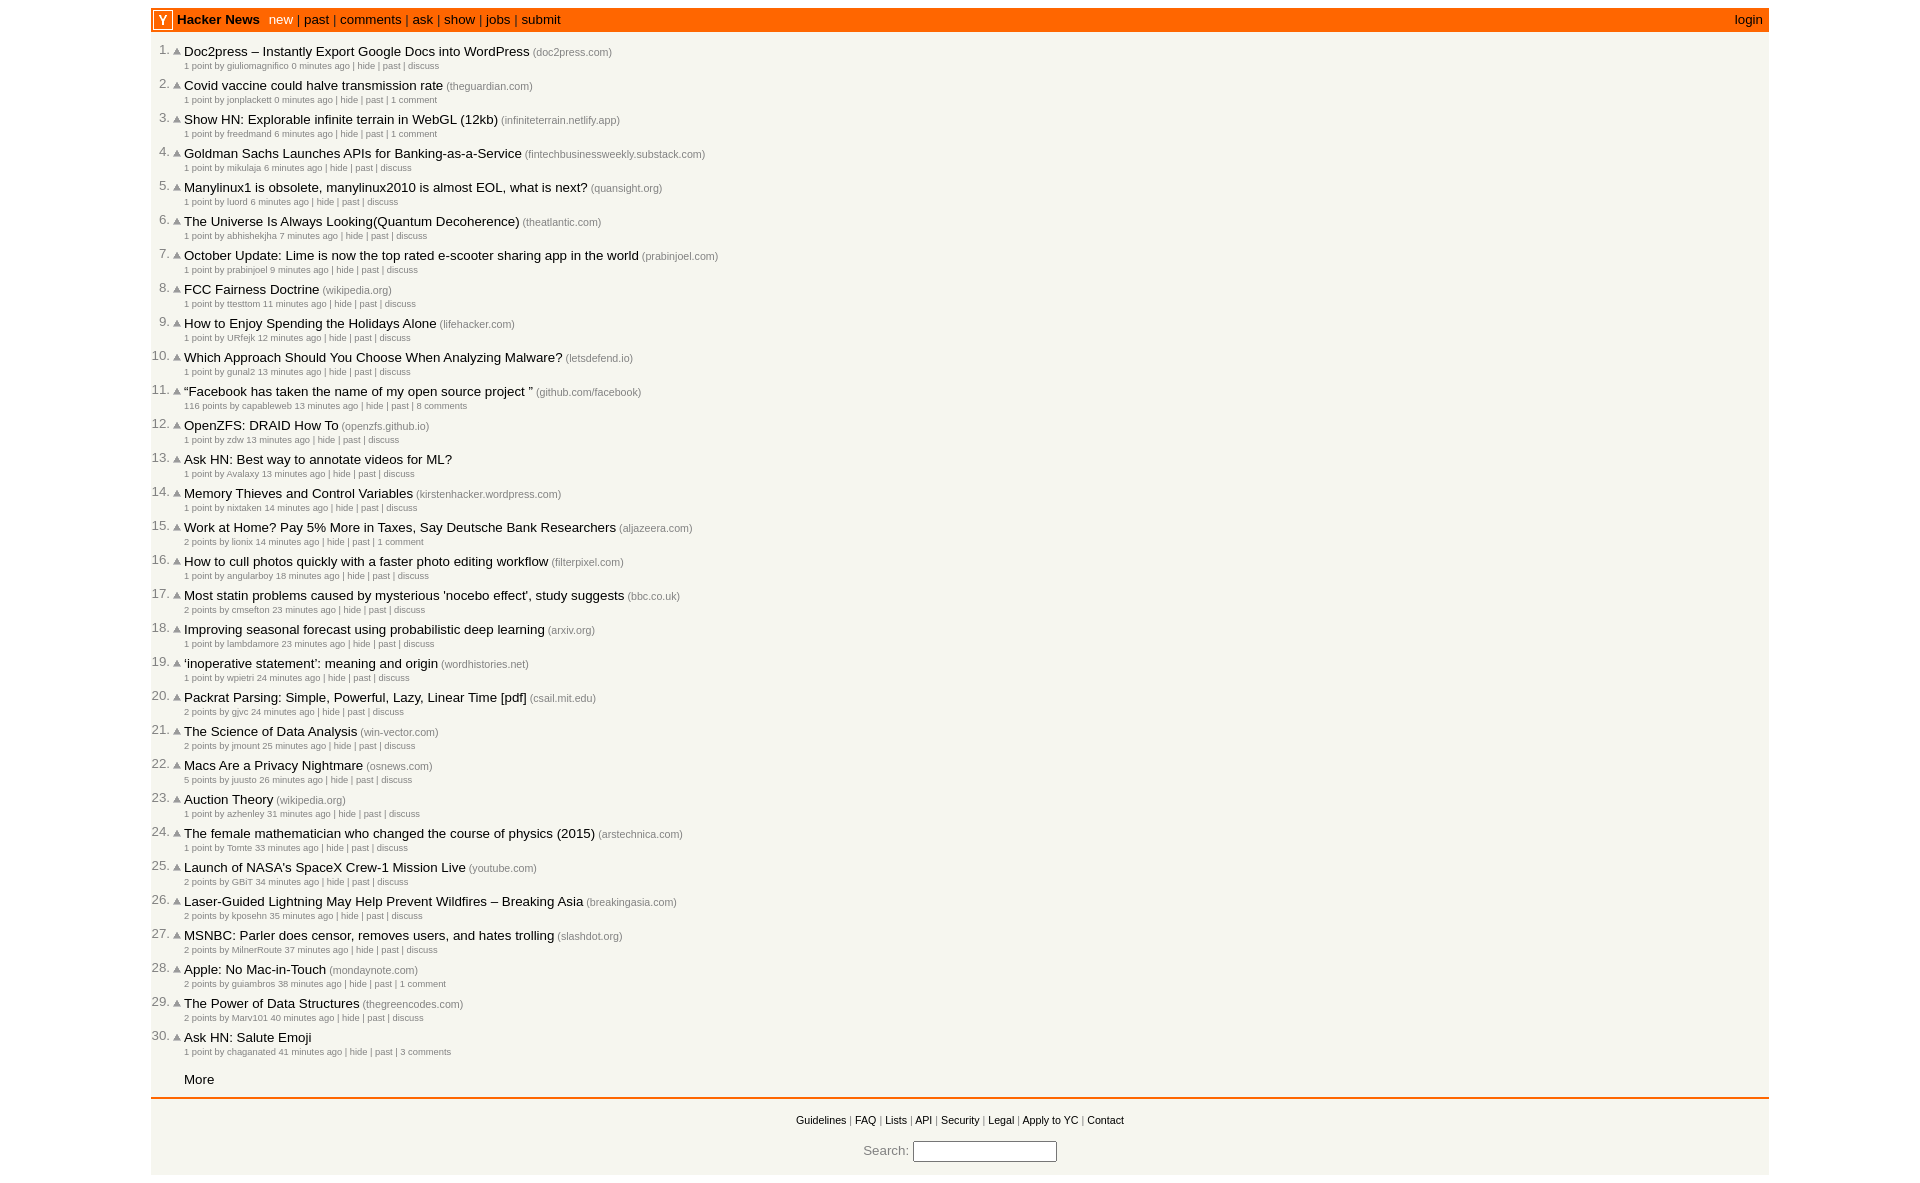 Y Hacker News new | past | comments | ask | show | jobs | submit login
1. Doc2press – Instantly Export Google Docs into WordPress (doc2press.com)
1 point by giuliomagnifico 0 minutes ago | hide | past | discuss
2. Covid vaccine could halve transmission rate (theguardian.com)
1 point by jonplackett 0 minutes ago | hide | past | 1 comment
3. Show HN: Explorable infinite terrain in WebGL (12kb) (infiniteterrain.netlify.app)
1 point by freedmand 6 minutes ago | hide | past | 1 comment
4. Goldman Sachs Launches APIs for Banking-as-a-Service (fintechbusinessweekly.substack.com)
1 point by mikulaja 6 minutes ago | hide | past | discuss
5. Manylinux1 is obsolete, manylinux2010 is almost EOL, what is next? (quansight.org)
1 point by luord 6 minutes ago | hide | past | discuss
6. The Universe Is Always Looking(Quantum Decoherence) (theatlantic.com)
1 point by abhishekjha 7 minutes ago | hide | past | discuss
7. October Update: Lime is now the top rated e-scooter sharing app in the world (prabinjoel.com)
1 point by prabinjoel 9 minutes ago | hide | past | discuss
8. FCC Fairness Doctrine (wikipedia.org)
1 point by ttesttom 11 minutes ago | hide | past | discuss
9. How to Enjoy Spending the Holidays Alone (lifehacker.com)
1 point by URfejk 12 minutes ago | hide | past | discuss
10. Which Approach Should You Choose When Analyzing Malware? (letsdefend.io)
1 point by gunal2 13 minutes ago | hide | past | discuss
11. “Facebook has taken the name of my open source project ” (github.com/facebook)
116 points by capableweb 13 minutes ago | hide | past | 8 comments
12. OpenZFS: DRAID How To (openzfs.github.io)
1 point by zdw 13 minutes ago | hide | past | discuss
13. Ask HN: Best way to annotate videos for ML?
1 point by Avalaxy 13 minutes ago | hide | past | discuss
14. Memory Thieves and Control Variables (kirstenhacker.wordpress.com)
1 point by nixtaken 14 minutes ago | hide | past | discuss
15. Work at Home? Pay 5% More in Taxes, Say Deutsche Bank Researchers (aljazeera.com)
2 points by lionix 14 minutes ago | hide | past | 1 comment
16. How to cull photos quickly with a faster photo editing workflow (filterpixel.com)
1 point by angularboy 18 minutes ago | hide | past | discuss
17. Most statin problems caused by mysterious 'nocebo effect', study suggests (bbc.co.uk)
2 points by cmsefton 23 minutes ago | hide | past | discuss
18. Improving seasonal forecast using probabilistic deep learning (arxiv.org)
1 point by lambdamore 23 minutes ago | hide | past | discuss
19. ‘inoperative statement’: meaning and origin (wordhistories.net)
1 point by wpietri 24 minutes ago | hide | past | discuss
20. Packrat Parsing: Simple, Powerful, Lazy, Linear Time [pdf] (csail.mit.edu)
2 points by gjvc 24 minutes ago | hide | past | discuss
21. The Science of Data Analysis (win-vector.com)
2 points by jmount 25 minutes ago | hide | past | discuss
22. Macs Are a Privacy Nightmare (osnews.com)
5 points by juusto 26 minutes ago | hide | past | discuss
23. Auction Theory (wikipedia.org)
1 point by azhenley 31 minutes ago | hide | past | discuss
24. The female mathematician who changed the course of physics (2015) (arstechnica.com)
1 point by Tomte 33 minutes ago | hide | past | discuss
25. Launch of NASA's SpaceX Crew-1 Mission Live (youtube.com)
2 points by GBiT 34 minutes ago | hide | past | discuss
26. Laser-Guided Lightning May Help Prevent Wildfires – Breaking Asia (breakingasia.com)
2 points by kposehn 35 minutes ago | hide | past | discuss
27. MSNBC: Parler does censor, removes users, and hates trolling (slashdot.org)
2 points by MilnerRoute 37 minutes ago | hide | past | discuss
28. Apple: No Mac-in-Touch (mondaynote.com)
2 points by guiambros 38 minutes ago | hide | past | 1 comment
29. The Power of Data Structures (thegreencodes.com)
2 points by Marv101 40 minutes ago | hide | past | discuss
30. Ask HN: Salute Emoji
1 point by chaganated 41 minutes ago | hide | past | 3 comments
More
Guidelines | FAQ | Lists | API | Security | Legal | Apply to YC | Contact
Search: